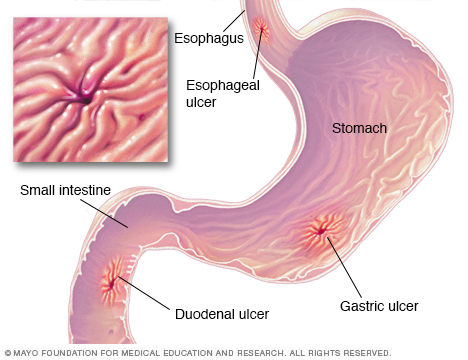 Esophagus
Esophageal
ulcer
Stomach
Small intestine
Duodenal ulcer
Gastric ulcer
© MAYO FOUNDATION FOR MEDICAL EDUCATION AND RESEARCH. ALL RIGHTS RESERVED.